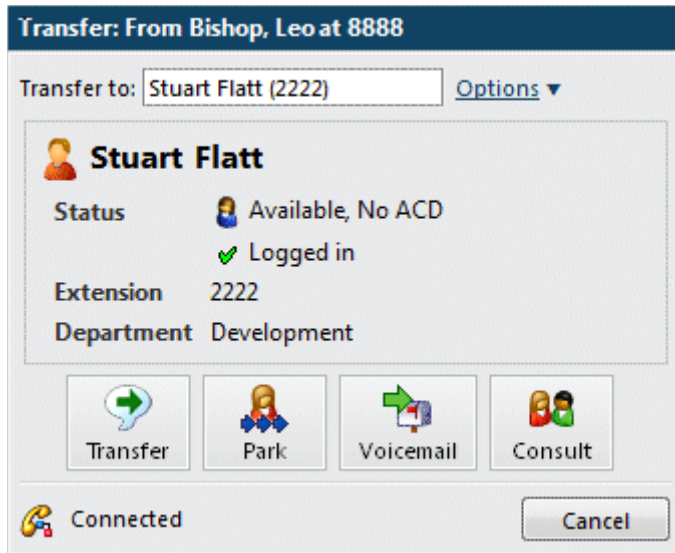 Transfer: From Bishop, Leo at 8888
Transfer to: Stuart Flatt (2222) Options ▼
Stuart Flatt
Status Available, No ACD
Logged in
Extension 2222
Department Development
Transfer Park Voicemail Consult
Connected Cancel